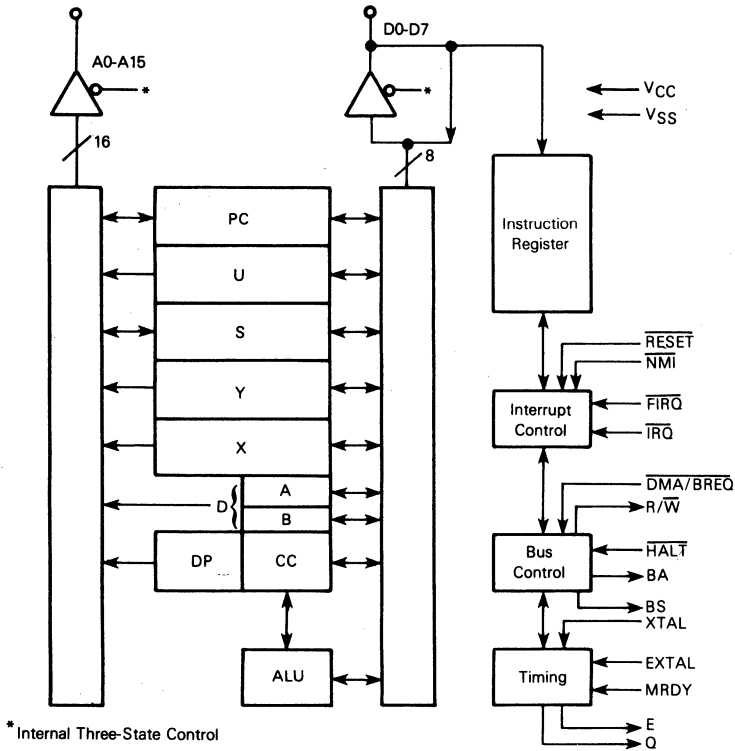 A0-A15
D0-D7
*
*
VCC
VSS
16
8
PC
U
S
Y
X
D{
A
B
DP
CC
ALU
Instruction
Register
RESET
NMI
Interrupt
Control
FIRQ
IRQ
DMA/BREQ
R/W
Bus
Control
HALT
BA
BS
XTAL
Timing
EXTAL
MRDY
E
Q
*Internal Three-State Control